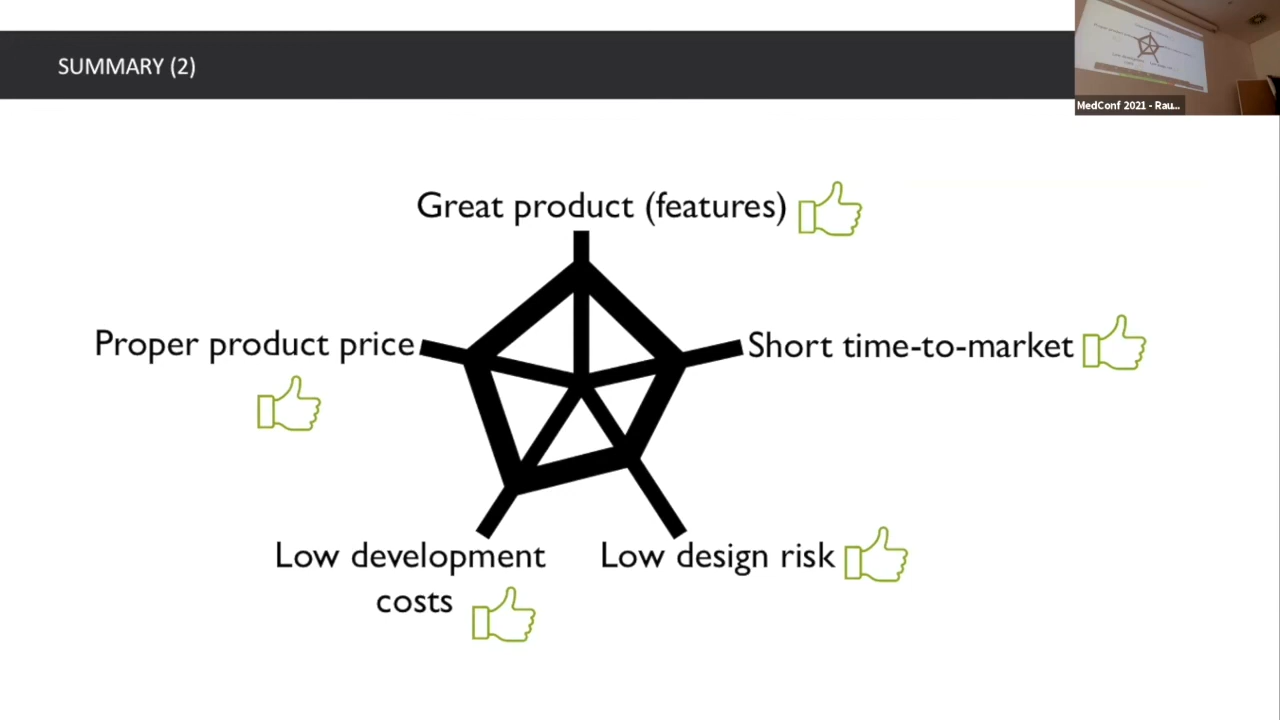 SUMMARY (2)
MedConf 2021 - Rau...
Great product (features)
Proper product price
Short time-to-market
Low development
costs
Low design risk